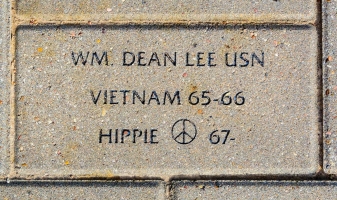 WM. DEAN LEE USN
VIETNAM 65-66
HIPPIE ☮ 67-